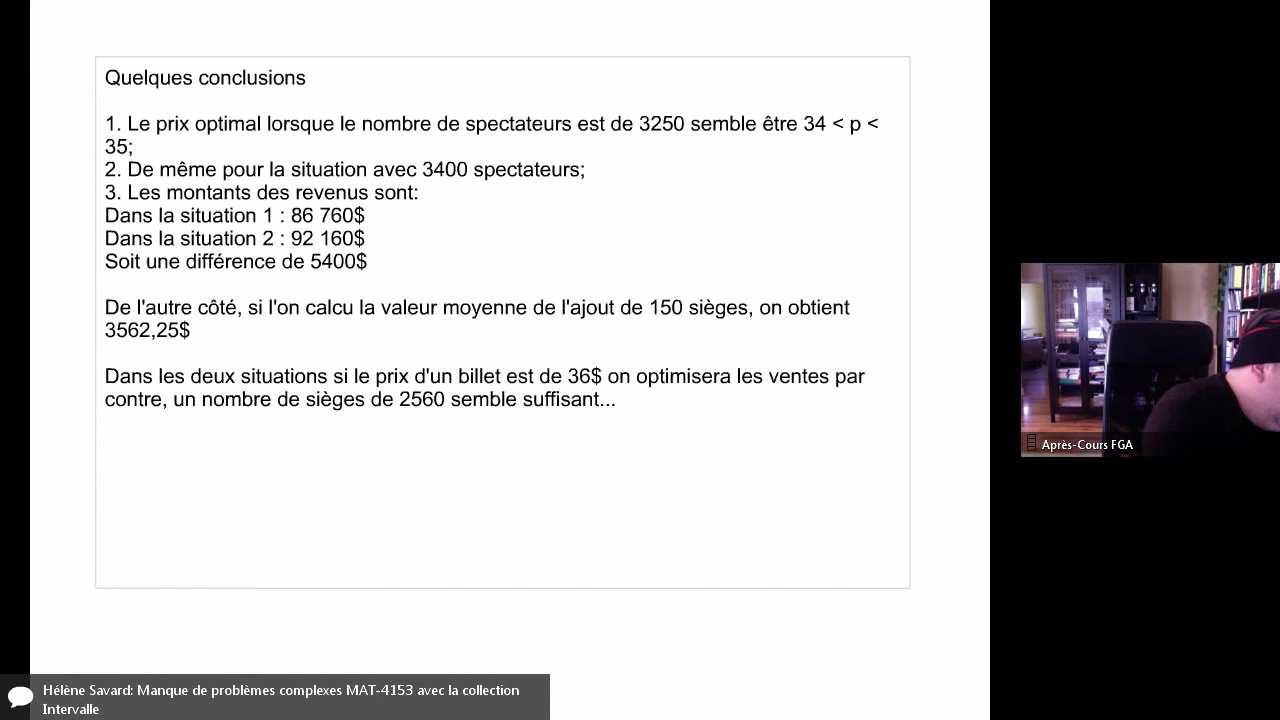 Quelques conclusions
1. Le prix optimal lorsque le nombre de spectateurs est de 3250 semble être 34 < p <
35;
2. De même pour la situation avec 3400 spectateurs;
3. Les montants des revenus sont:
Dans la situation 1 : 86 760$
Dans la situation 2 : 92 160$
Soit une différence de 5400$
De l'autre côté, si l'on calcu la valeur moyenne de l'ajout de 150 sièges, on obtient
3562,25$
Dans les deux situations si le prix d'un billet est de 36$ on optimisera les ventes par
contre, un nombre de sièges de 2560 semble suffisant...
Après-Cours FGA
Hélène Savard: Manque de problèmes complexes MAT-4153 avec la collection
Intervalle